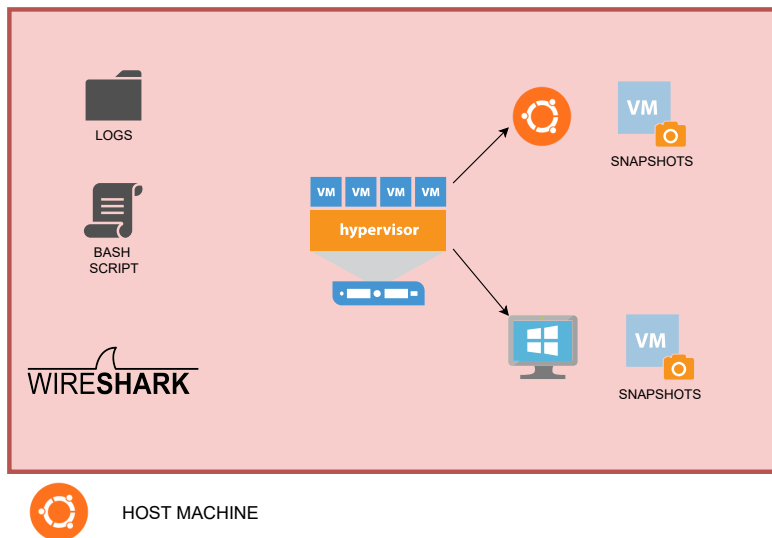 LOGS
BASH
SCRIPT
WIRESHARK
VM VM VM VM
hypervisor
VM
SNAPSHOTS
VM
SNAPSHOTS
HOST MACHINE